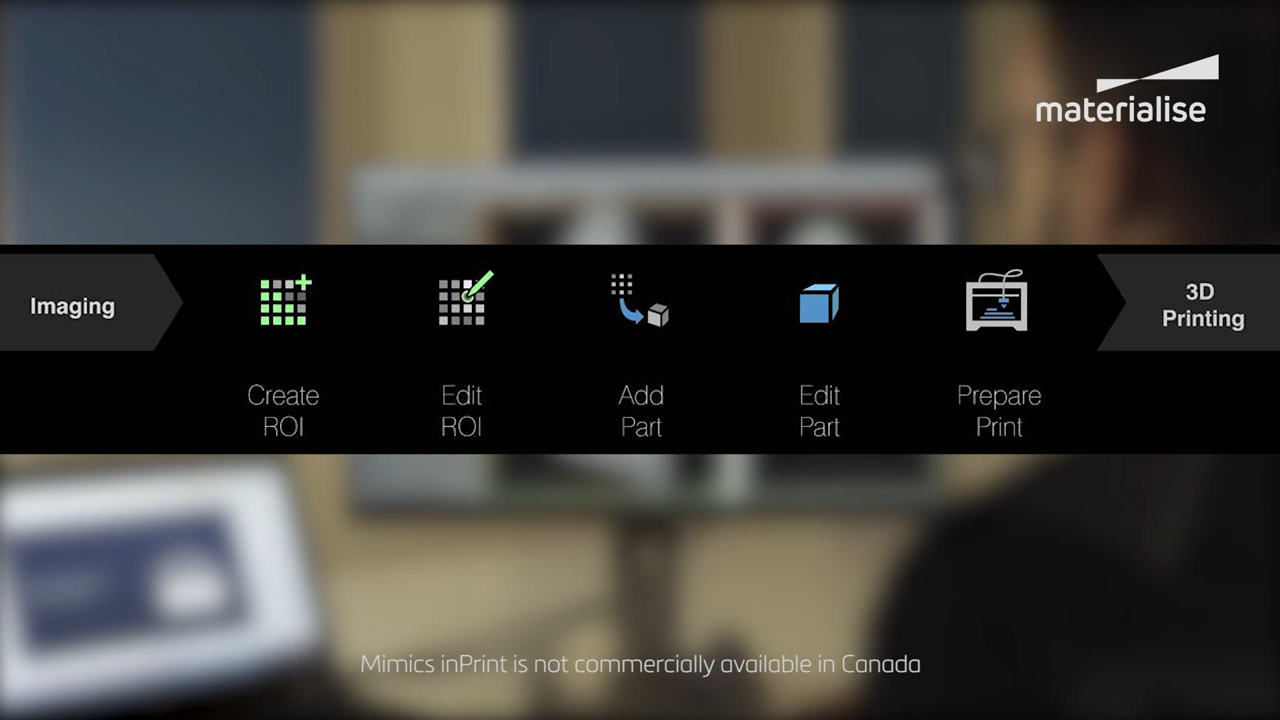 materialise
Imaging
3D
Printing
Create
ROI
Edit
ROI
Add
Part
Edit
Part
Prepare
Print
Mimics inPrint is not commercially available in Canada